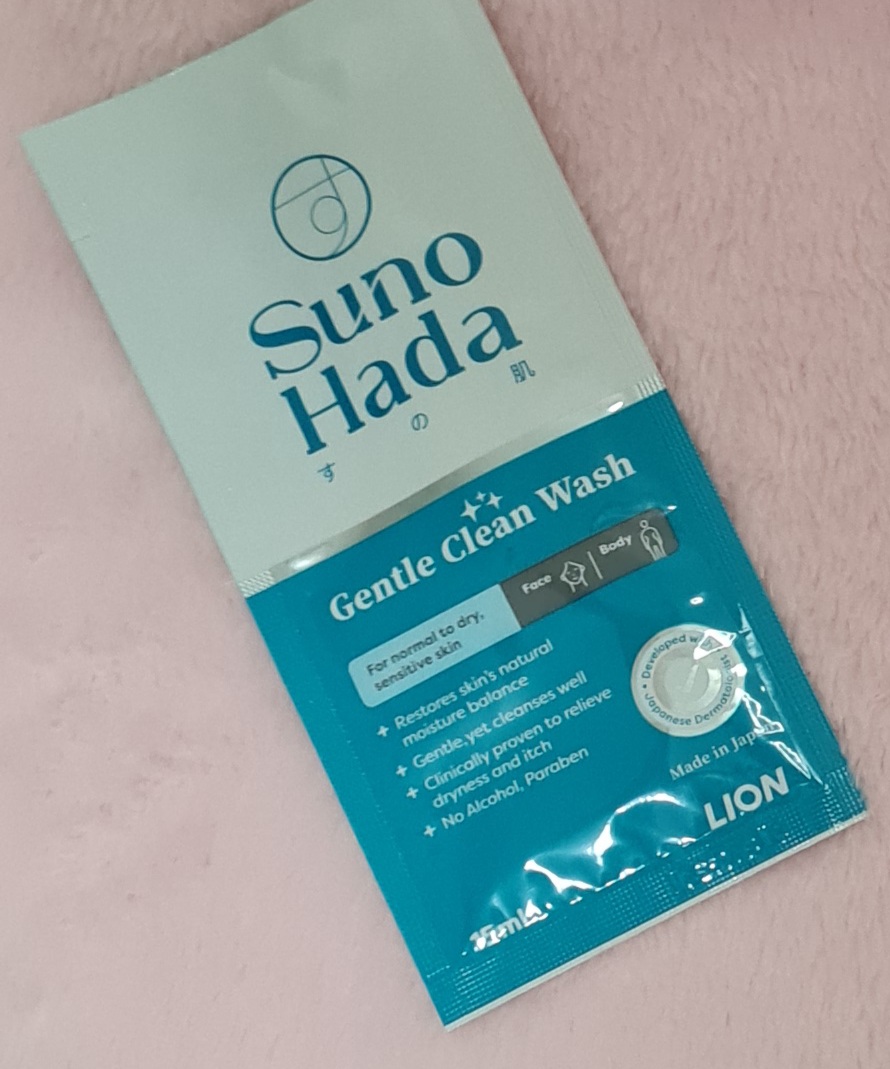 す
Suno
Hada
す の 肌
Gentle Clean Wash
For normal to dry,
sensitive skin
Face
Body
+ Restores skin's natural
moisture balance
+ Gentle, yet cleanses well
+ Clinically proven to relieve
dryness and itch
+ No Alcohol, Paraben
Developed
Japanese
Made in Japan
LION